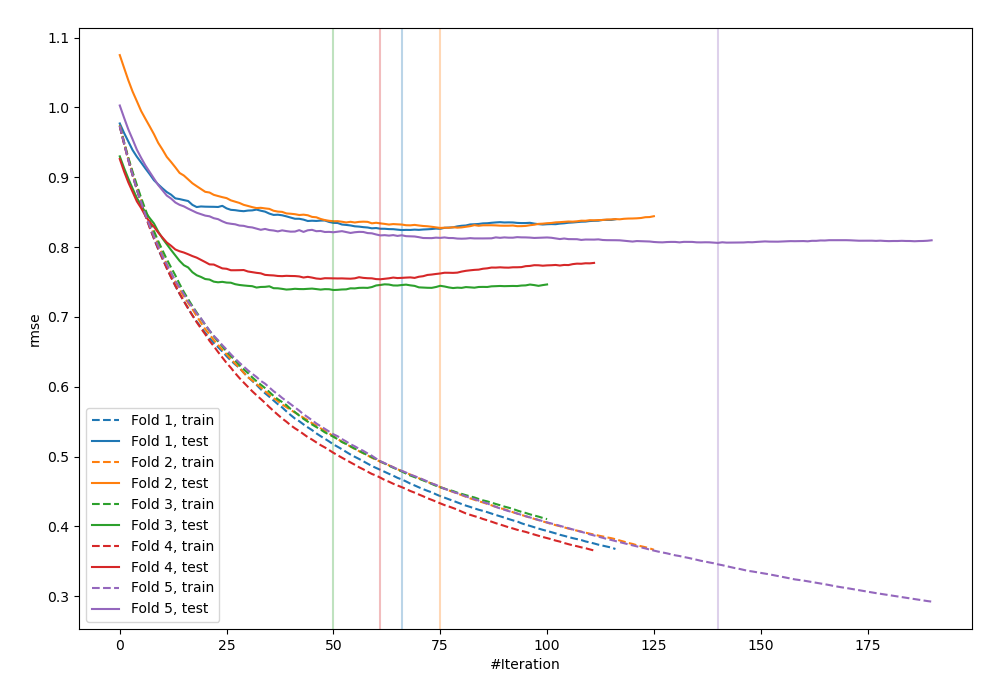 1.1
1.0
0.9
0.8
0.7
0.6
0.5
0.4
0.3
rmse
Fold 1, train
Fold 1, test
Fold 2, train
Fold 2, test
Fold 3, train
Fold 3, test
Fold 4, train
Fold 4, test
Fold 5, train
Fold 5, test
0 25 50 75 100 125 150 175
#Iteration